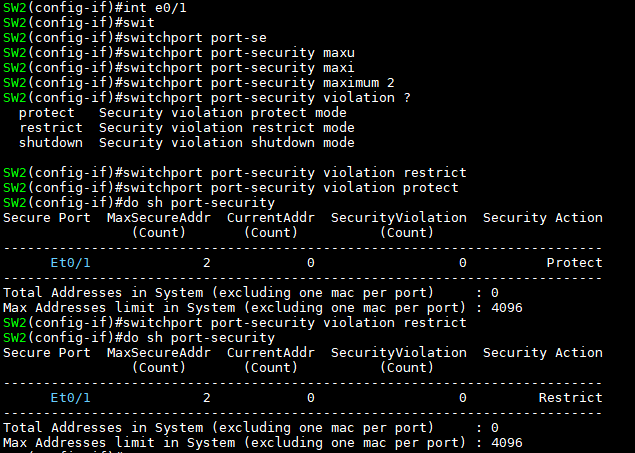 SW2(config-if)#int e0/1
SW2(config-if)#swit
SW2(config-if)#switchport port-se
SW2(config-if)#switchport port-security maxu
SW2(config-if)#switchport port-security maxi
SW2(config-if)#switchport port-security maximum 2
SW2(config-if)#switchport port-security violation ?
  protect   Security violation protect mode
  restrict  Security violation restrict mode
  shutdown  Security violation shutdown mode

SW2(config-if)#switchport port-security violation restrict
SW2(config-if)#switchport port-security violation protect
SW2(config-if)#do sh port-security
Secure Port  MaxSecureAddr  CurrentAddr  SecurityViolation  Security Action
                (Count)       (Count)          (Count)
---------------------------------------------------------------------------
      Et0/1              2            0                  0          Protect
---------------------------------------------------------------------------
Total Addresses in System (excluding one mac per port)     : 0
Max Addresses limit in System (excluding one mac per port) : 4096
SW2(config-if)#switchport port-security violation restrict
SW2(config-if)#do sh port-security
Secure Port  MaxSecureAddr  CurrentAddr  SecurityViolation  Security Action
                (Count)       (Count)          (Count)
---------------------------------------------------------------------------
      Et0/1              2            0                  0         Restrict
---------------------------------------------------------------------------
Total Addresses in System (excluding one mac per port)     : 0
Max Addresses limit in System (excluding one mac per port) : 4096